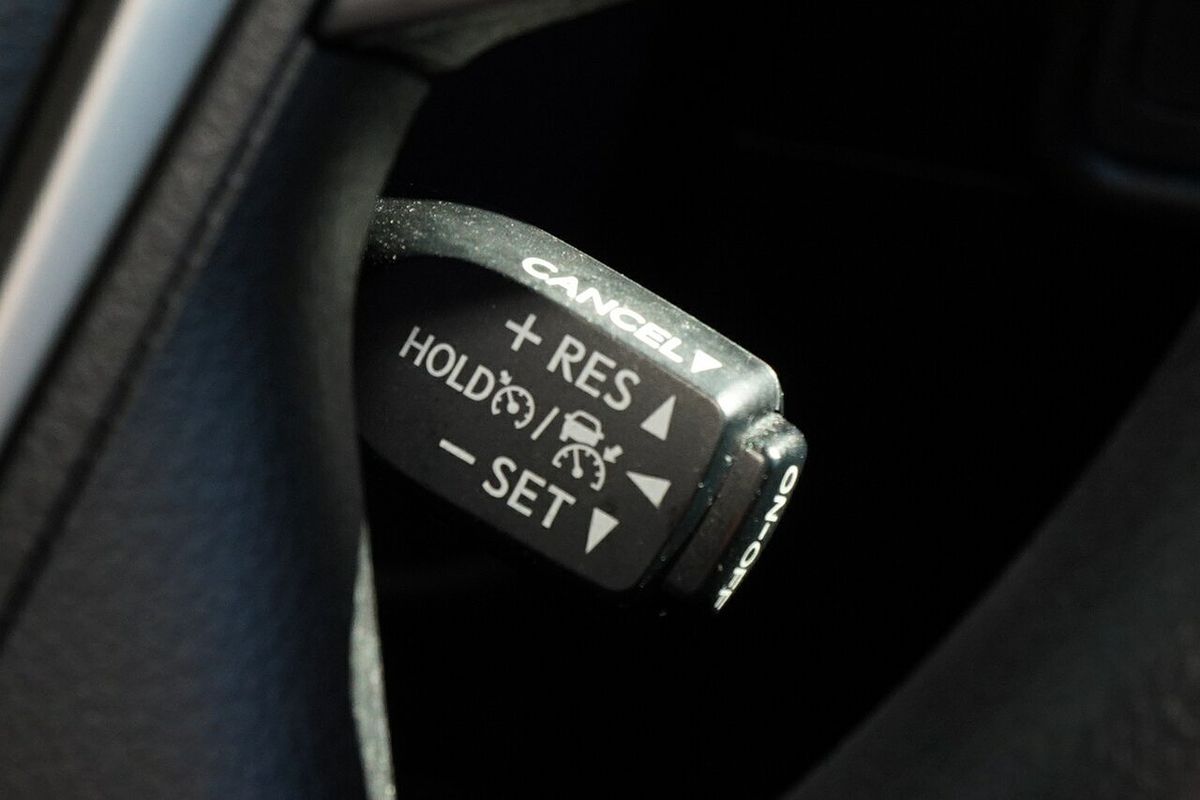 CANCEL▼
+ RES ▲
HOLD / ◀
− SET ▼
ON-OFF